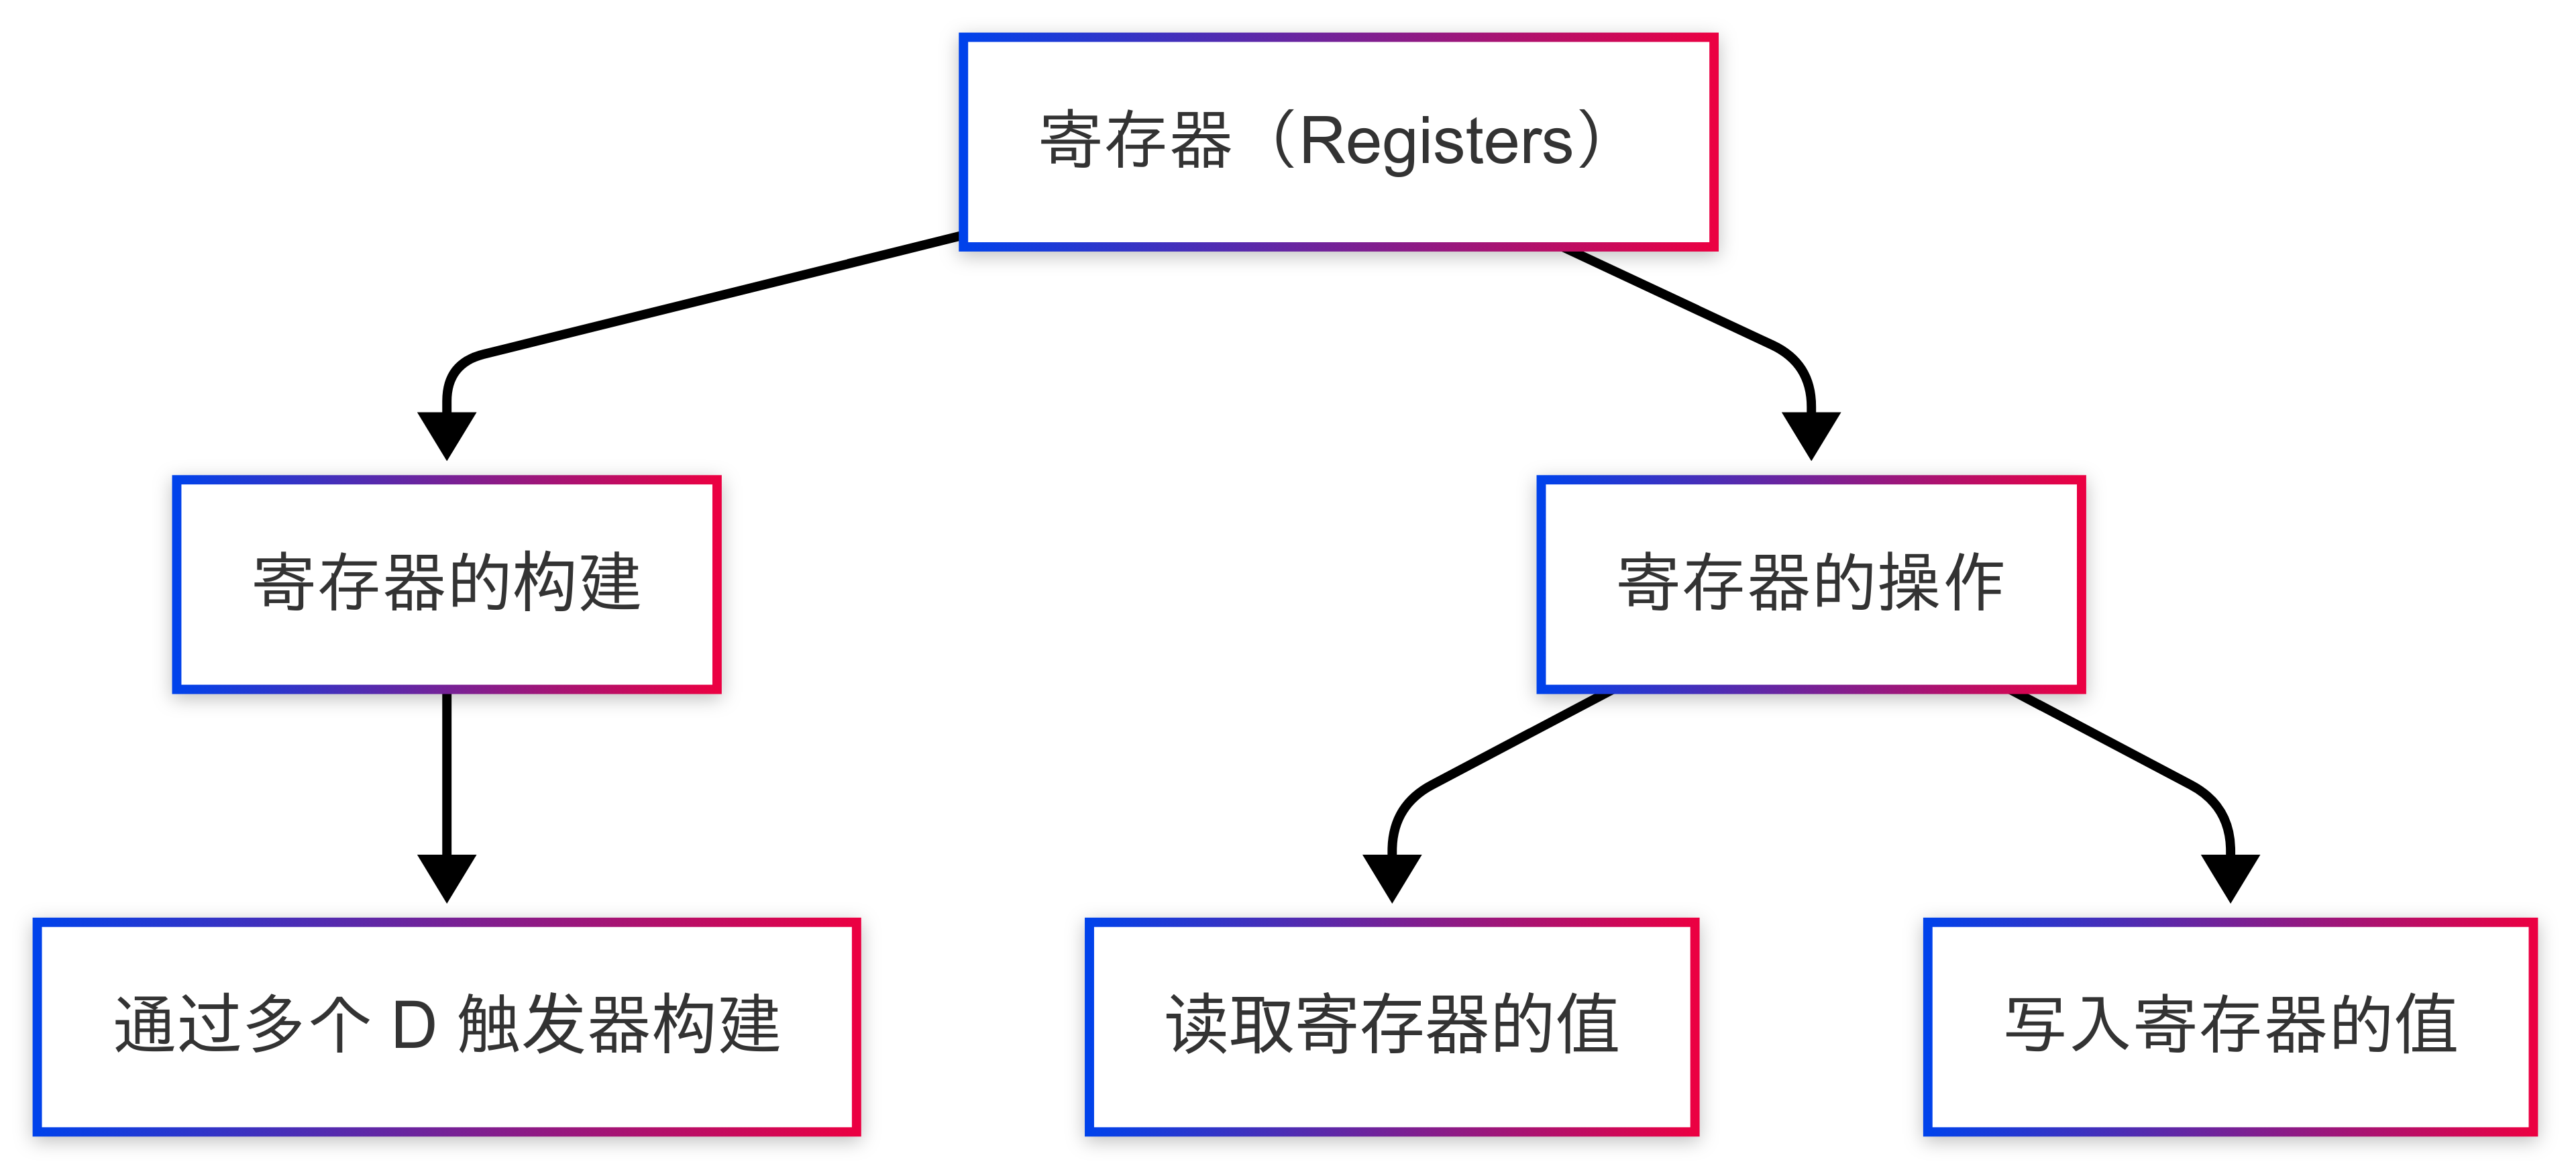 寄存器（Registers）
寄存器的构建
寄存器的操作
通过多个 D 触发器构建
读取寄存器的值
写入寄存器的值